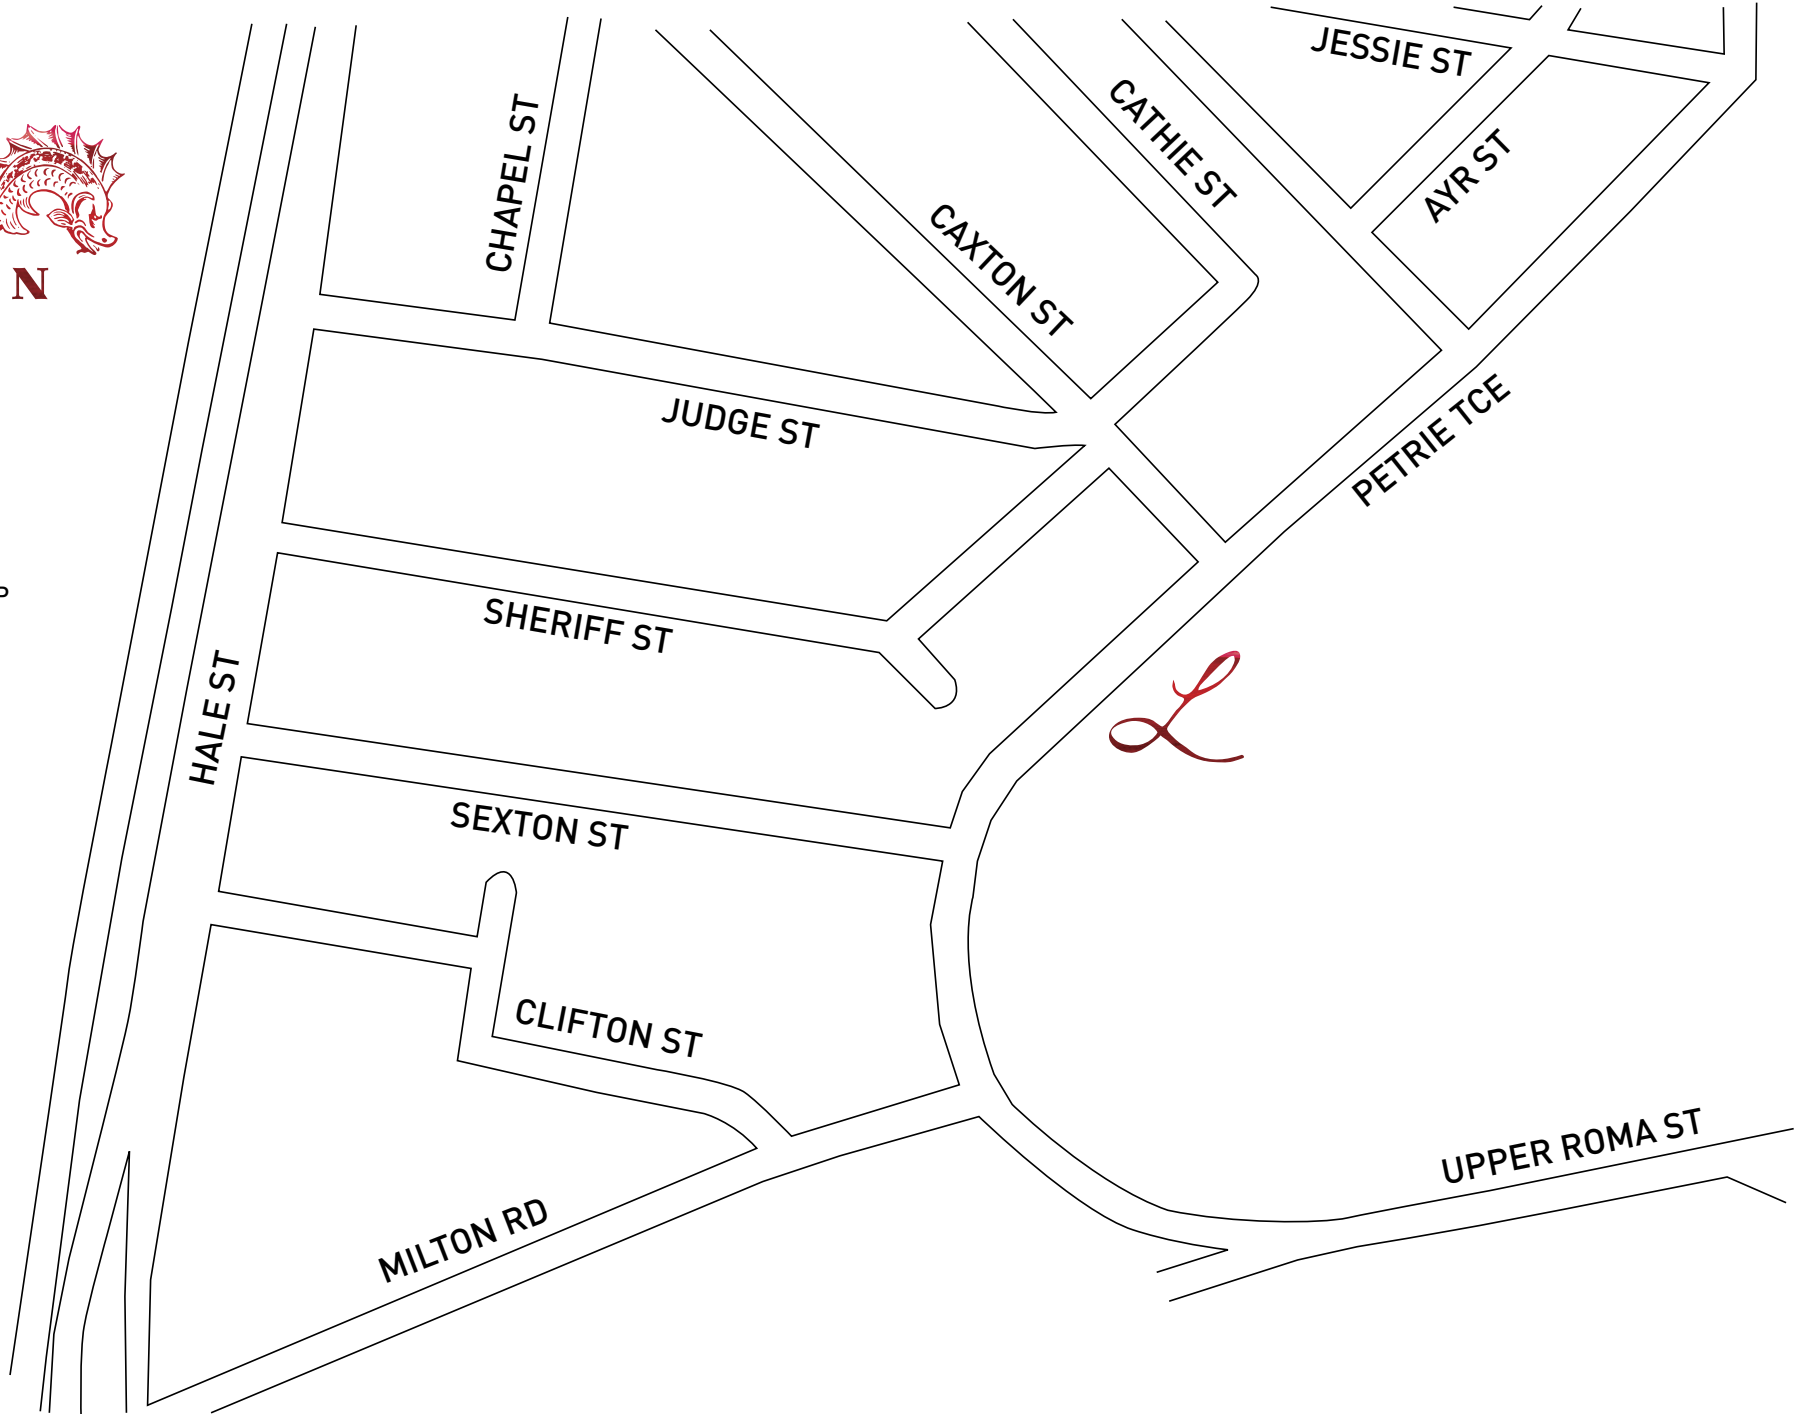 JESSIE ST
CATHIE ST
CHAPEL ST
AYR ST
CAXTON ST
N
PETRIE TCE
JUDGE ST
SHERIFF ST
HALE ST
L
SEXTON ST
CLIFTON ST
UPPER ROMA ST
MILTON RD